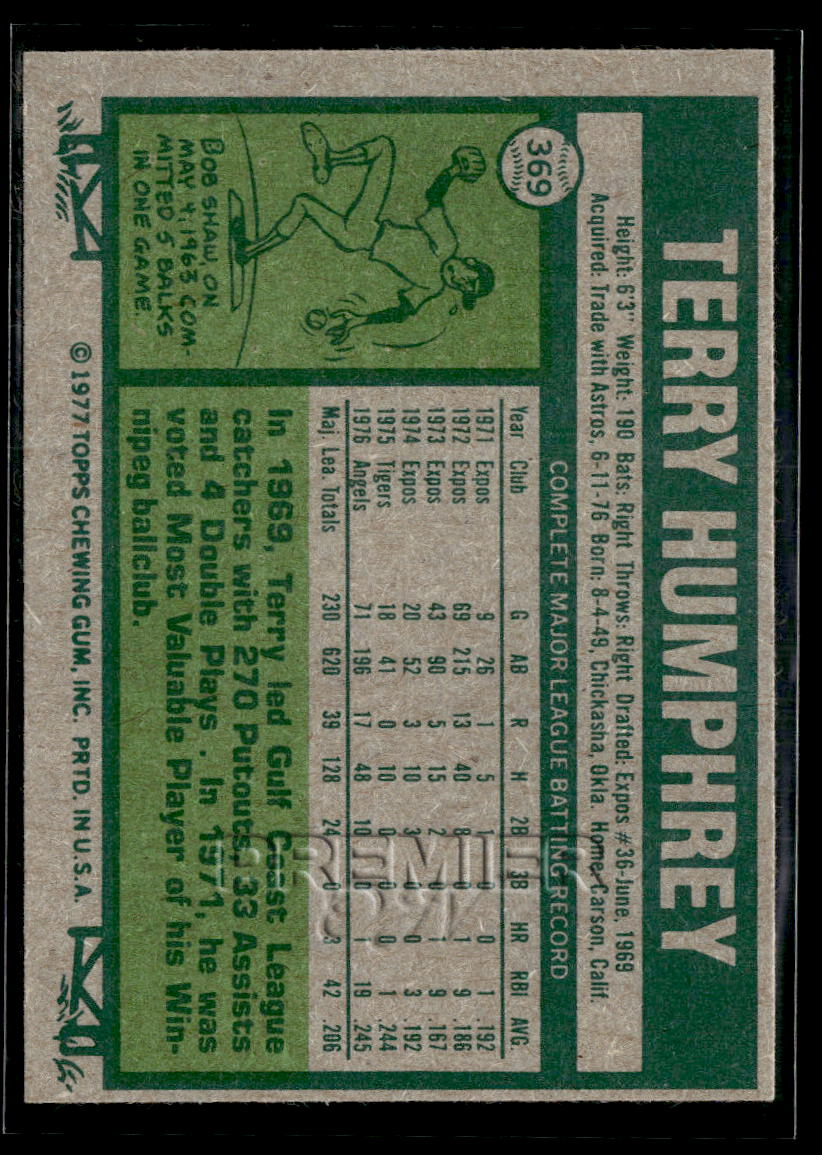 369
TERRY HUMPHREY
Height: 6'3" Weight: 190 Bats: Right Throws: Right Drafted: Expos #36-June, 1969
Acquired: Trade with Astros, 6-11-76 Born: 8-4-49, Chickasha, Okla. Home: Carson, Calif.
COMPLETE MAJOR LEAGUE BATTING RECORD
Year Club G AB R H 2B 3B HR RBI AVG.
1971 Expos 9 26 1 5 1 0 0 1 .192
1972 Expos 69 215 13 40 8 0 1 9 .186
1973 Expos 43 90 5 15 2 1 9 .167
1974 Expos 20 52 3 10 3 0 3 .192
1975 Tigers 18 41 0 10 0 0 1 .244
1976 Angels 71 196 17 48 10 0 1 19 .245
Maj. Lea. Totals 230 620 39 128 24 0 3 42 .206
BOB SHAW ON
MAY 4, 1963 COM-
MITTED 5 BALKS
IN ONE GAME.
In 1969, Terry led Gulf Coast League
catchers with 270 Putouts, 33 Assists
and 4 Double Plays . In 1971, he was
voted Most Valuable Player of his Win-
nipeg ballclub.
© 1977 TOPPS CHEWING GUM, INC. PRTD. IN U.S.A.
PREMIER